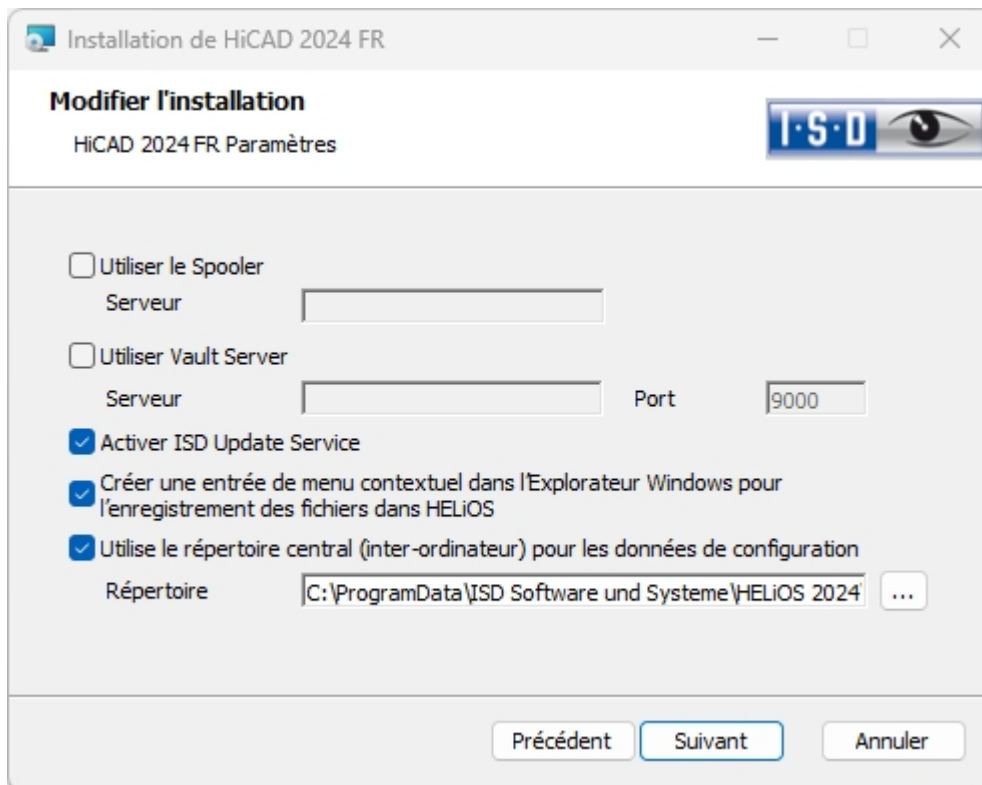 Installation de HiCAD 2024 FR
Modifier l'installation
HiCAD 2024 FR Paramètres
I·S·D
Utiliser le Spooler
Serveur
Utiliser Vault Server
Serveur
Port
9000
Activer ISD Update Service
Créer une entrée de menu contextuel dans l'Explorateur Windows pour
l'enregistrement des fichiers dans HELiOS
Utilise le répertoire central (inter-ordinateur) pour les données de configuration
Répertoire
C:\ProgramData\ISD Software und Systeme\HELiOS 2024
...
Précédent
Suivant
Annuler